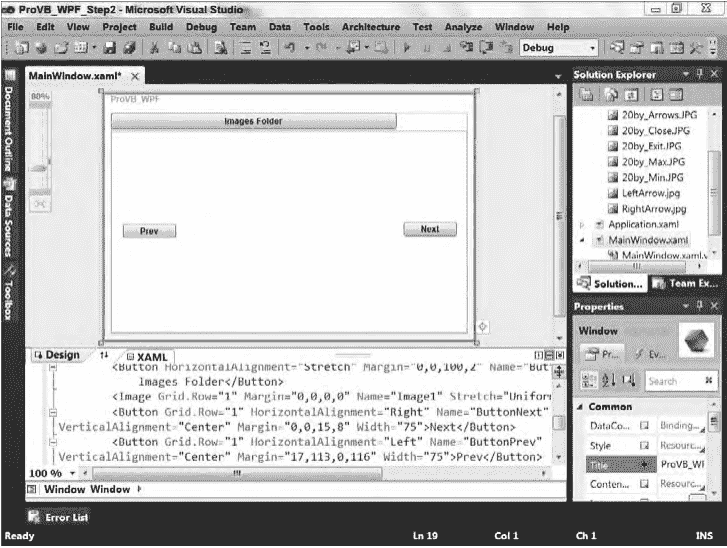 ProVB_WPF_Step2 - Microsoft Visual Studio
File Edit View Project Build Debug Team Data Tools Architecture Test Analyze Window Help
Debug
MainWindow.xaml*
Document Outline
Data Sources
Toolbox
80%
ProVB_WPF
Images Folder
Prev
Next
Design
XAML
<Button HorizontalAlignment="Stretch" Margin="0,0,100,2" Name="But
Images Folder</Button>
<Image Grid.Row="1" Margin="0,0,0,0" Name="Image1" Stretch="Uniform
<Button Grid.Row="1" HorizontalAlignment="Right" Name="ButtonNext"
VerticalAlignment="Center" Margin="0,0,15,8" Width="75">Next</Button>
<Button Grid.Row="1" HorizontalAlignment="Left" Name="ButtonPrev"
VerticalAlignment="Center" Margin="17,113,0,116" Width="75">Prev</Button>
100 %
Window Window
Solution Explorer
20by_Arrows.JPG
20by_Close.JPG
20by_Exit.JPG
20by_Max.JPG
20by_Min.JPG
LeftArrow.jpg
RightArrow.jpg
Application.xaml
MainWindow.xaml
MainWindow.xaml.v
Solution...
Team Ex...
Properties
Window
Pr...
Ev...
Search
Common
DataCo... Binding...
Style Resourc...
Title ProVB_WF
Conten... Resourc...
Error List
Ready
Ln 19 Col 1 Ch 1 INS